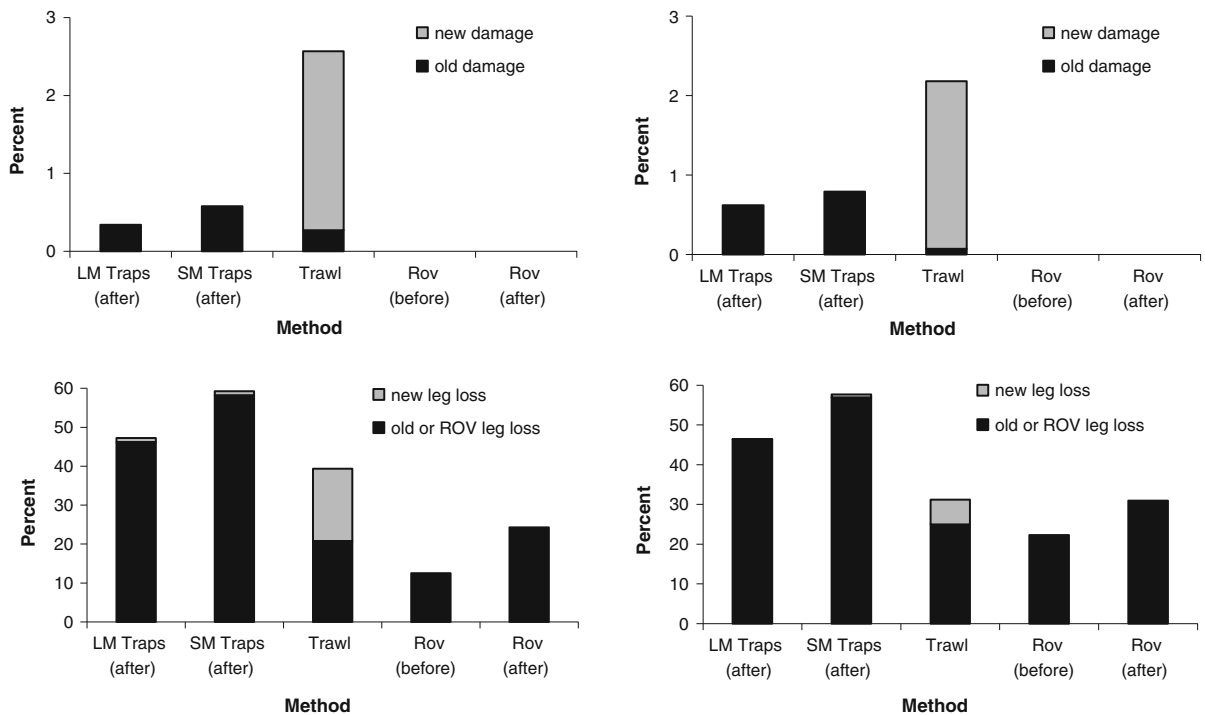 3
2
1
0
Percent
new damage
old damage
LM Traps
(after)
SM Traps
(after)
Trawl
Rov
(before)
Rov
(after)
Method
3
2
1
0
Percent
new damage
old damage
LM Traps
(after)
SM Traps
(after)
Trawl
Rov
(before)
Rov
(after)
Method
60
50
40
30
20
10
0
Percent
new leg loss
old or ROV leg loss
LM Traps
(after)
SM Traps
(after)
Trawl
Rov
(before)
Rov
(after)
Method
60
50
40
30
20
10
0
Percent
new leg loss
old or ROV leg loss
LM Traps
(after)
SM Traps
(after)
Trawl
Rov
(before)
Rov
(after)
Method